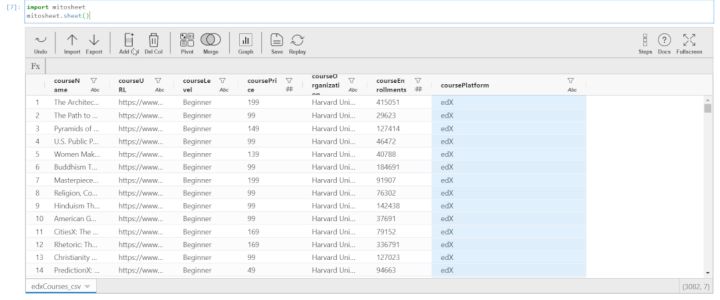 [7]: import mitosheet
mitosheet.sheet()
Undo Import Export Add Col Del Col Pivot Merge Graph Save Replay Steps Docs Fullscreen
Fx
courseName Abc courseURL Abc courseLevel Abc coursePrice ## courseOrganization courseEnrollments ## coursePlatform Abc
1 The Architec... https://www... Beginner 199 Harvard Uni... 415051 edX
2 The Path to ... https://www... Beginner 99 Harvard Uni... 29623 edX
3 Pyramids of ... https://www... Beginner 149 Harvard Uni... 127414 edX
4 U.S. Public P... https://www... Beginner 99 Harvard Uni... 46472 edX
5 Women Mak... https://www... Beginner 139 Harvard Uni... 40788 edX
6 Buddhism T... https://www... Beginner 99 Harvard Uni... 184691 edX
7 Masterpiece... https://www... Beginner 199 Harvard Uni... 91907 edX
8 Religion, Co... https://www... Beginner 99 Harvard Uni... 76302 edX
9 Hinduism Th... https://www... Beginner 99 Harvard Uni... 142438 edX
10 American G... https://www... Beginner 99 Harvard Uni... 37691 edX
11 CitiesX: The ... https://www... Beginner 169 Harvard Uni... 79152 edX
12 Rhetoric: Th... https://www... Beginner 169 Harvard Uni... 336791 edX
13 Christianity ... https://www... Beginner 99 Harvard Uni... 127023 edX
14 PredictionX: ... https://www... Beginner 49 Harvard Uni... 94663 edX
edxCourses_csv (3082, 7)